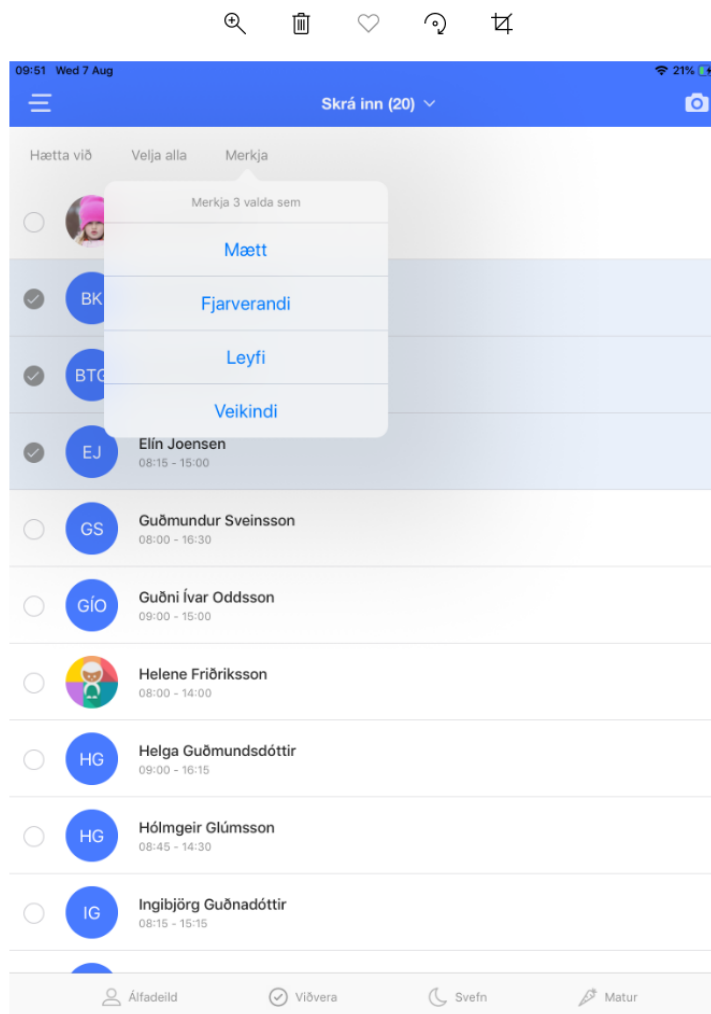 09:51 Wed 7 Aug 21%
Skrá inn (20)
Hætta við Velja alla Merkja
Merkja 3 valda sem
Mætt
Fjarverandi
Leyfi
Veikindi
BK
BTG
EJ
Elín Joensen
08:15 - 15:00
GS
Guðmundur Sveinsson
08:00 - 16:30
GÍO
Guðni Ívar Oddsson
09:00 - 15:00
Helene Friðriksson
08:00 - 14:00
HG
Helga Guðmundsdóttir
09:00 - 16:15
HG
Hólmgeir Glúmsson
08:45 - 14:30
IG
Ingibjörg Guðnadóttir
08:15 - 15:15
Álfadeild Viðvera Svefn Matur